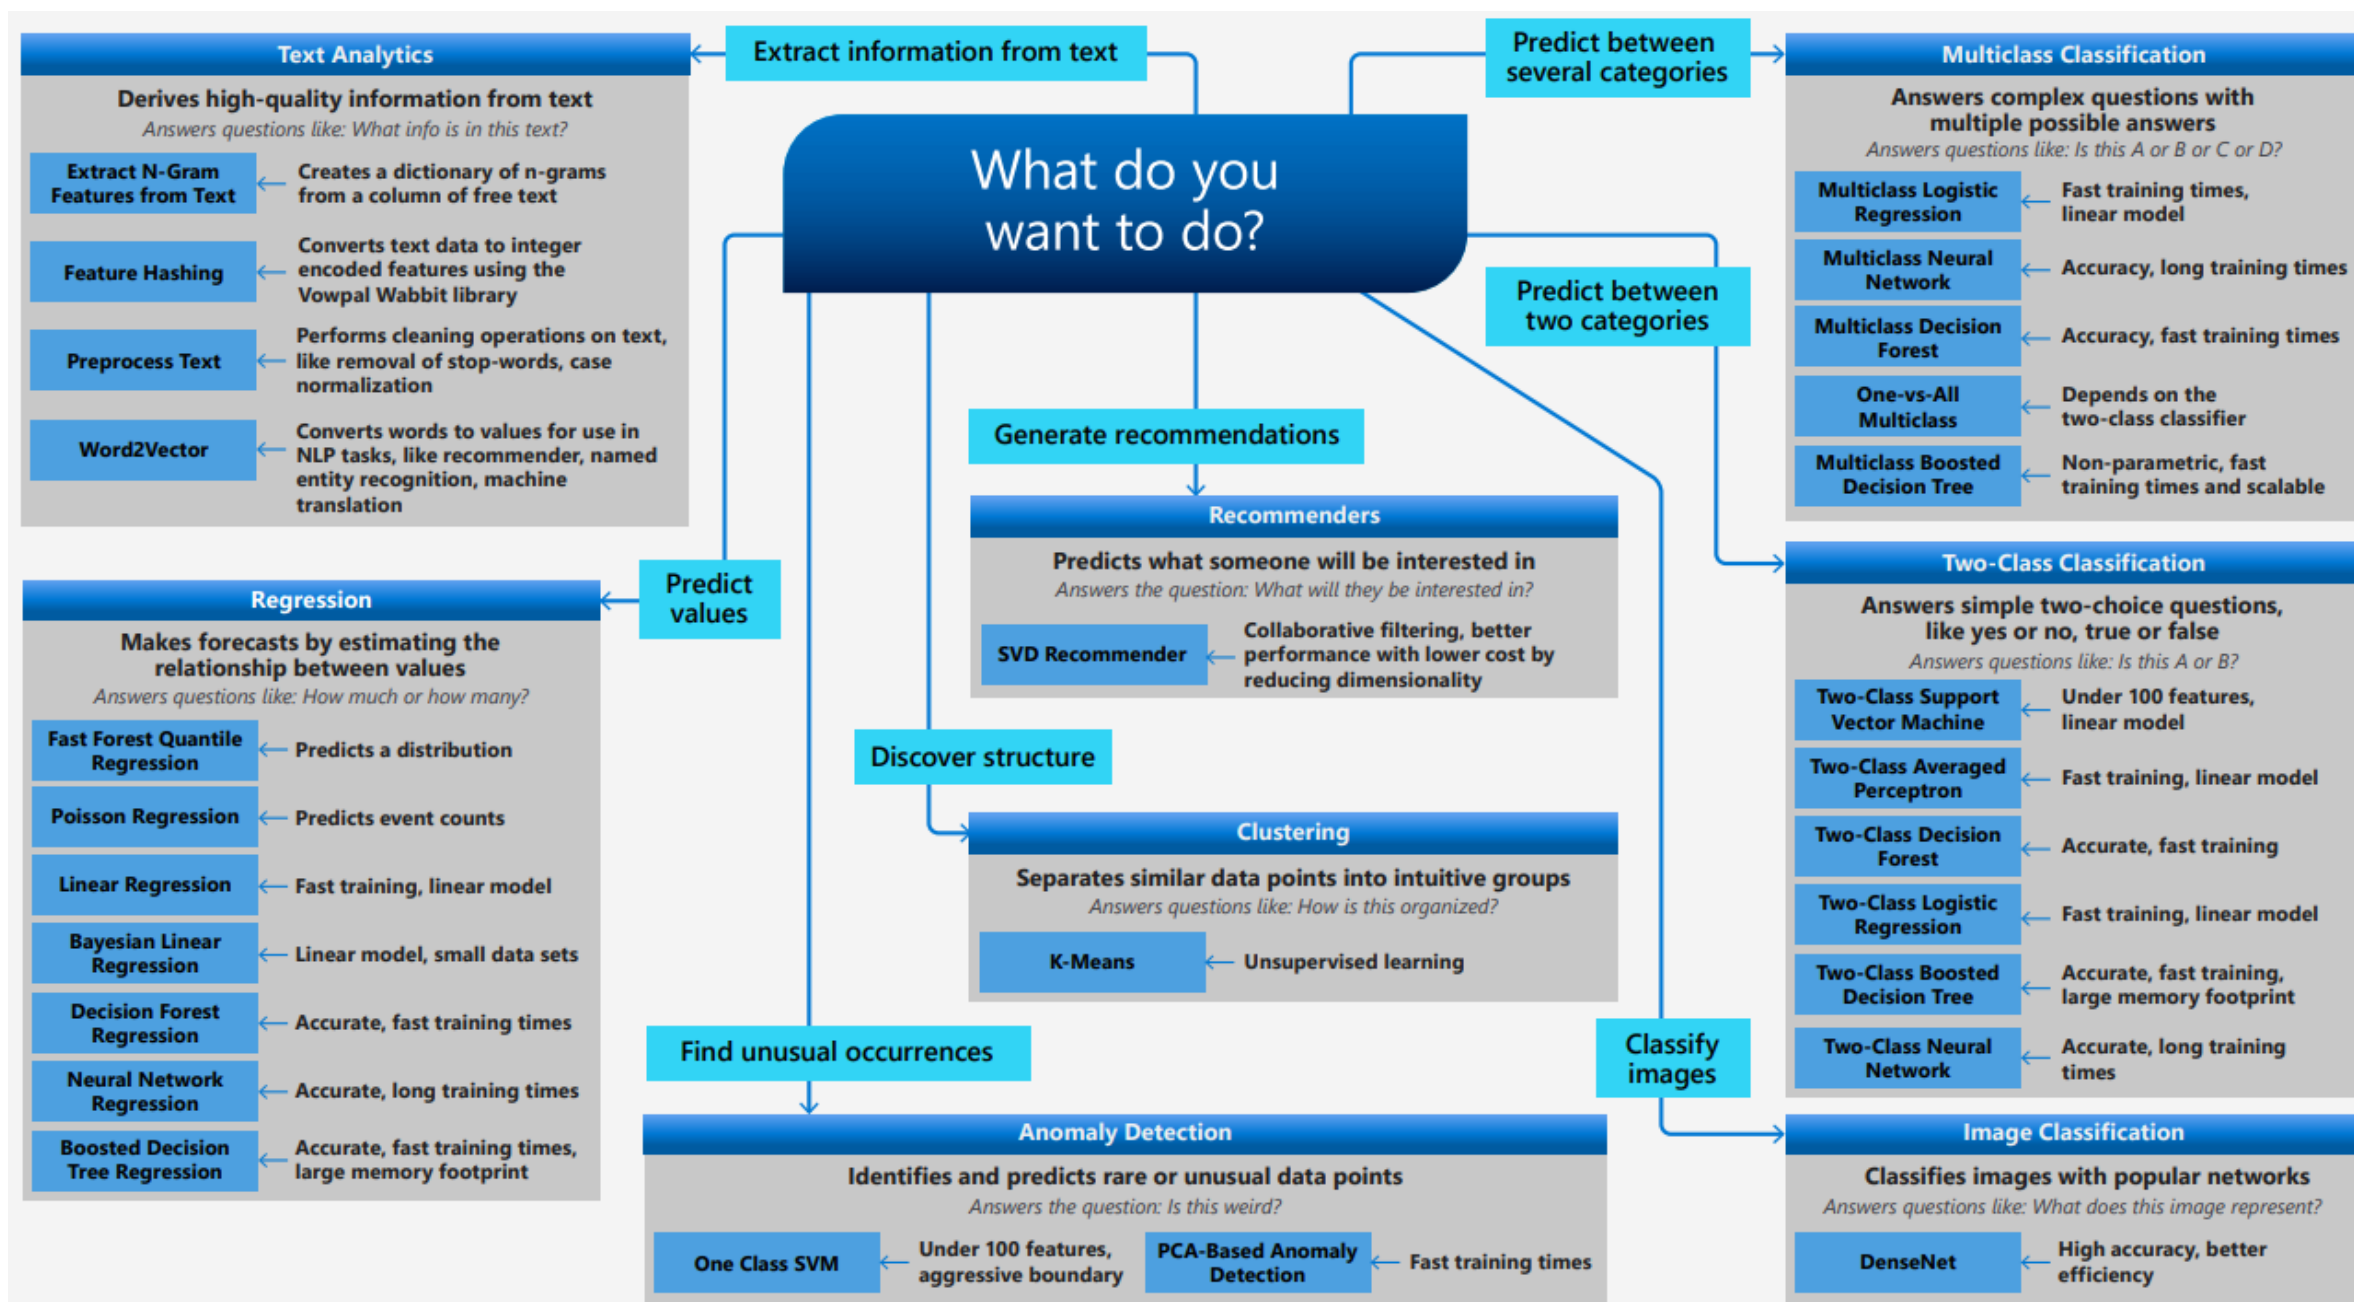 What do you
want to do?
Extract information from text
Text Analytics
Derives high-quality information from text
Answers questions like: What info is in this text?
Extract N-Gram
Features from Text
Creates a dictionary of n-grams
from a column of free text
Feature Hashing
Converts text data to integer
encoded features using the
Vowpal Wabbit library
Preprocess Text
Performs cleaning operations on text,
like removal of stop-words, case
normalization
Word2Vector
Converts words to values for use in
NLP tasks, like recommender, named
entity recognition, machine
translation
Predict
values
Regression
Makes forecasts by estimating the
relationship between values
Answers questions like: How much or how many?
Fast Forest Quantile
Regression
Predicts a distribution
Poisson Regression
Predicts event counts
Linear Regression
Fast training, linear model
Bayesian Linear
Regression
Linear model, small data sets
Decision Forest
Regression
Accurate, fast training times
Neural Network
Regression
Accurate, long training times
Boosted Decision
Tree Regression
Accurate, fast training times,
large memory footprint
Generate recommendations
Recommenders
Predicts what someone will be interested in
Answers the question: What will they be interested in?
SVD Recommender
Collaborative filtering, better
performance with lower cost by
reducing dimensionality
Discover structure
Clustering
Separates similar data points into intuitive groups
Answers questions like: How is this organized?
K-Means
Unsupervised learning
Find unusual occurrences
Anomaly Detection
Identifies and predicts rare or unusual data points
Answers the question: Is this weird?
One Class SVM
Under 100 features,
aggressive boundary
PCA-Based Anomaly
Detection
Fast training times
Predict between
several categories
Multiclass Classification
Answers complex questions with
multiple possible answers
Answers questions like: Is this A or B or C or D?
Multiclass Logistic
Regression
Fast training times,
linear model
Multiclass Neural
Network
Accuracy, long training times
Multiclass Decision
Forest
Accuracy, fast training times
One-vs-All
Multiclass
Depends on the
two-class classifier
Multiclass Boosted
Decision Tree
Non-parametric, fast
training times and scalable
Predict between
two categories
Two-Class Classification
Answers simple two-choice questions,
like yes or no, true or false
Answers questions like: Is this A or B?
Two-Class Support
Vector Machine
Under 100 features,
linear model
Two-Class Averaged
Perceptron
Fast training, linear model
Two-Class Decision
Forest
Accurate, fast training
Two-Class Logistic
Regression
Fast training, linear model
Two-Class Boosted
Decision Tree
Accurate, fast training,
large memory footprint
Two-Class Neural
Network
Accurate, long training
times
Classify
images
Image Classification
Classifies images with popular networks
Answers questions like: What does this image represent?
DenseNet
High accuracy, better
efficiency